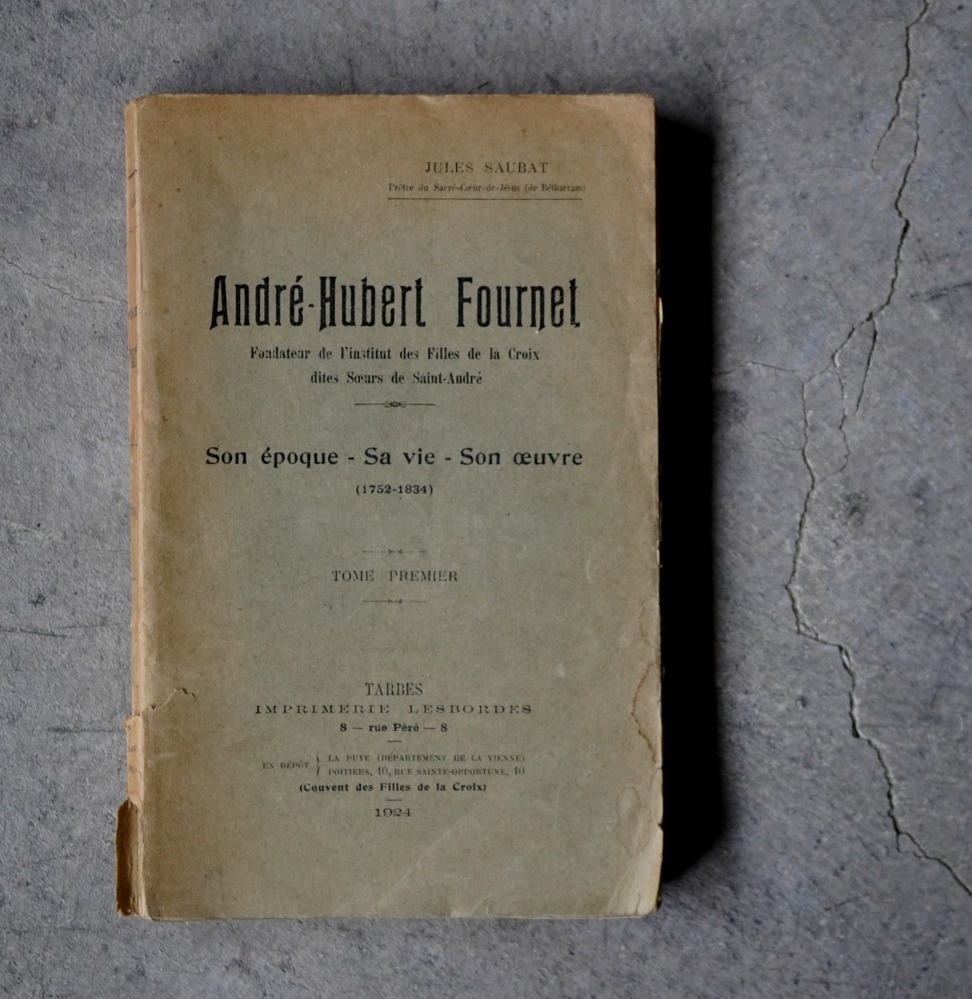 JULES SAUBAT
Prêtre du Sacré-Cœur-de-Jésus (de Bétharram)
André-Hubert Fournet
Fondateur de l'institut des Filles de la Croix
dites Sœurs de Saint-André
Son époque - Sa vie - Son œuvre
(1752-1834)
TOME PREMIER
TARBES
IMPRIMERIE LESBORDES
8 — rue Péré — 8
EN DÉPÔT { LA PUYE (DÉPARTEMENT DE LA VIENNE)
POITIERS, 10, RUE SAINTE-OPPORTUNE, 10
(Couvent des Filles de la Croix)
1924